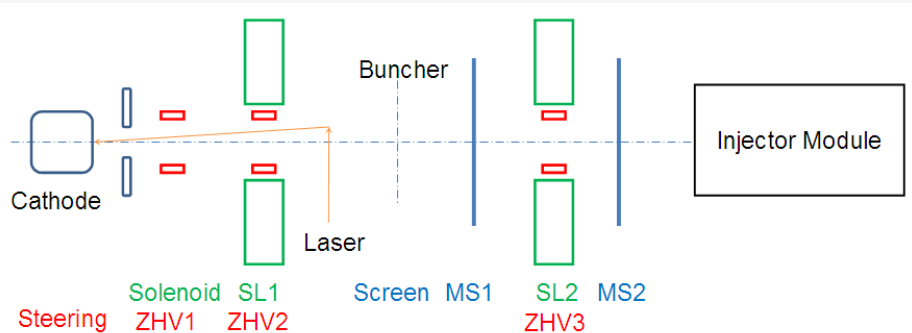 Buncher
Injector Module
Cathode
Laser
Solenoid SL1 Screen MS1 SL2 MS2
Steering ZHV1 ZHV2 ZHV3